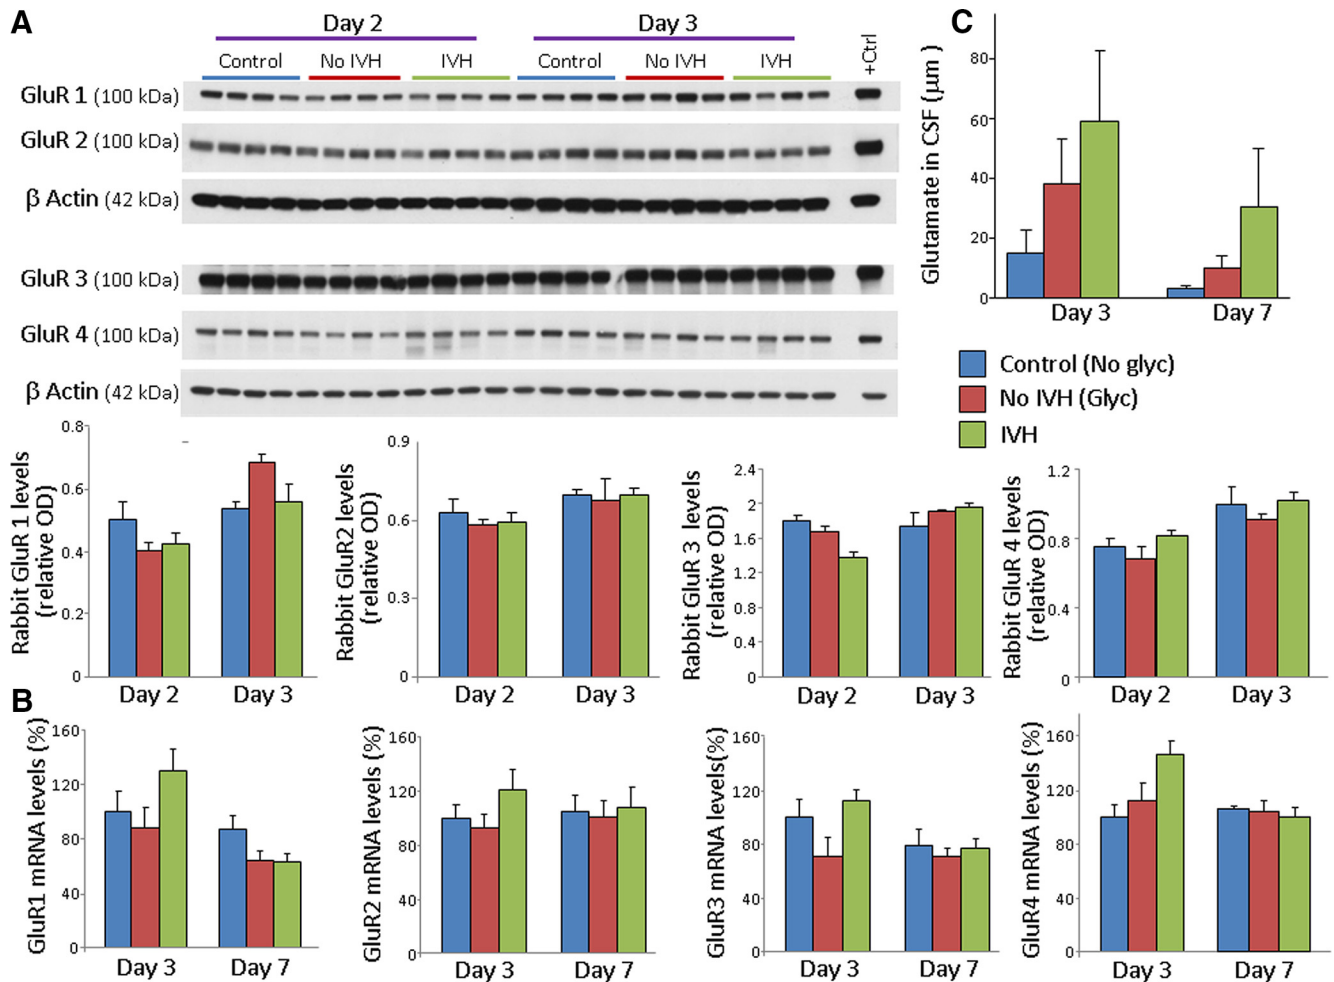 A
Day 2
Day 3
Control
No IVH
IVH
Control
No IVH
IVH
+Ctrl
GluR 1 (100 kDa)
GluR 2 (100 kDa)
β Actin (42 kDa)
GluR 3 (100 kDa)
GluR 4 (100 kDa)
β Actin (42 kDa)
C
Glutamate in CSF (µm)
80
60
40
20
0
Day 3
Day 7
Control (No glyc)
No IVH (Glyc)
IVH
Rabbit GluR 1 levels
(relative OD)
0.8
0.6
0.4
0.2
0
Day 2
Day 3
Rabbit GluR2 levels
(relative OD)
0.9
0.6
0.3
0
Day 2
Day 3
Rabbit GluR 3 levels
(relative OD)
2.4
2
1.6
1.2
0.8
0.4
0
Day 2
Day 3
Rabbit GluR 4 levels
(relative OD)
1.2
0.8
0.4
0
Day 2
Day 3
B
GluR1 mRNA levels (%)
160
120
80
40
0
Day 3
Day 7
GluR2 mRNA levels (%)
160
120
80
40
0
Day 3
Day 7
GluR3 mRNA levels(%)
160
120
80
40
0
Day 3
Day 7
GluR4 mRNA levels (%)
160
120
80
40
0
Day 3
Day 7